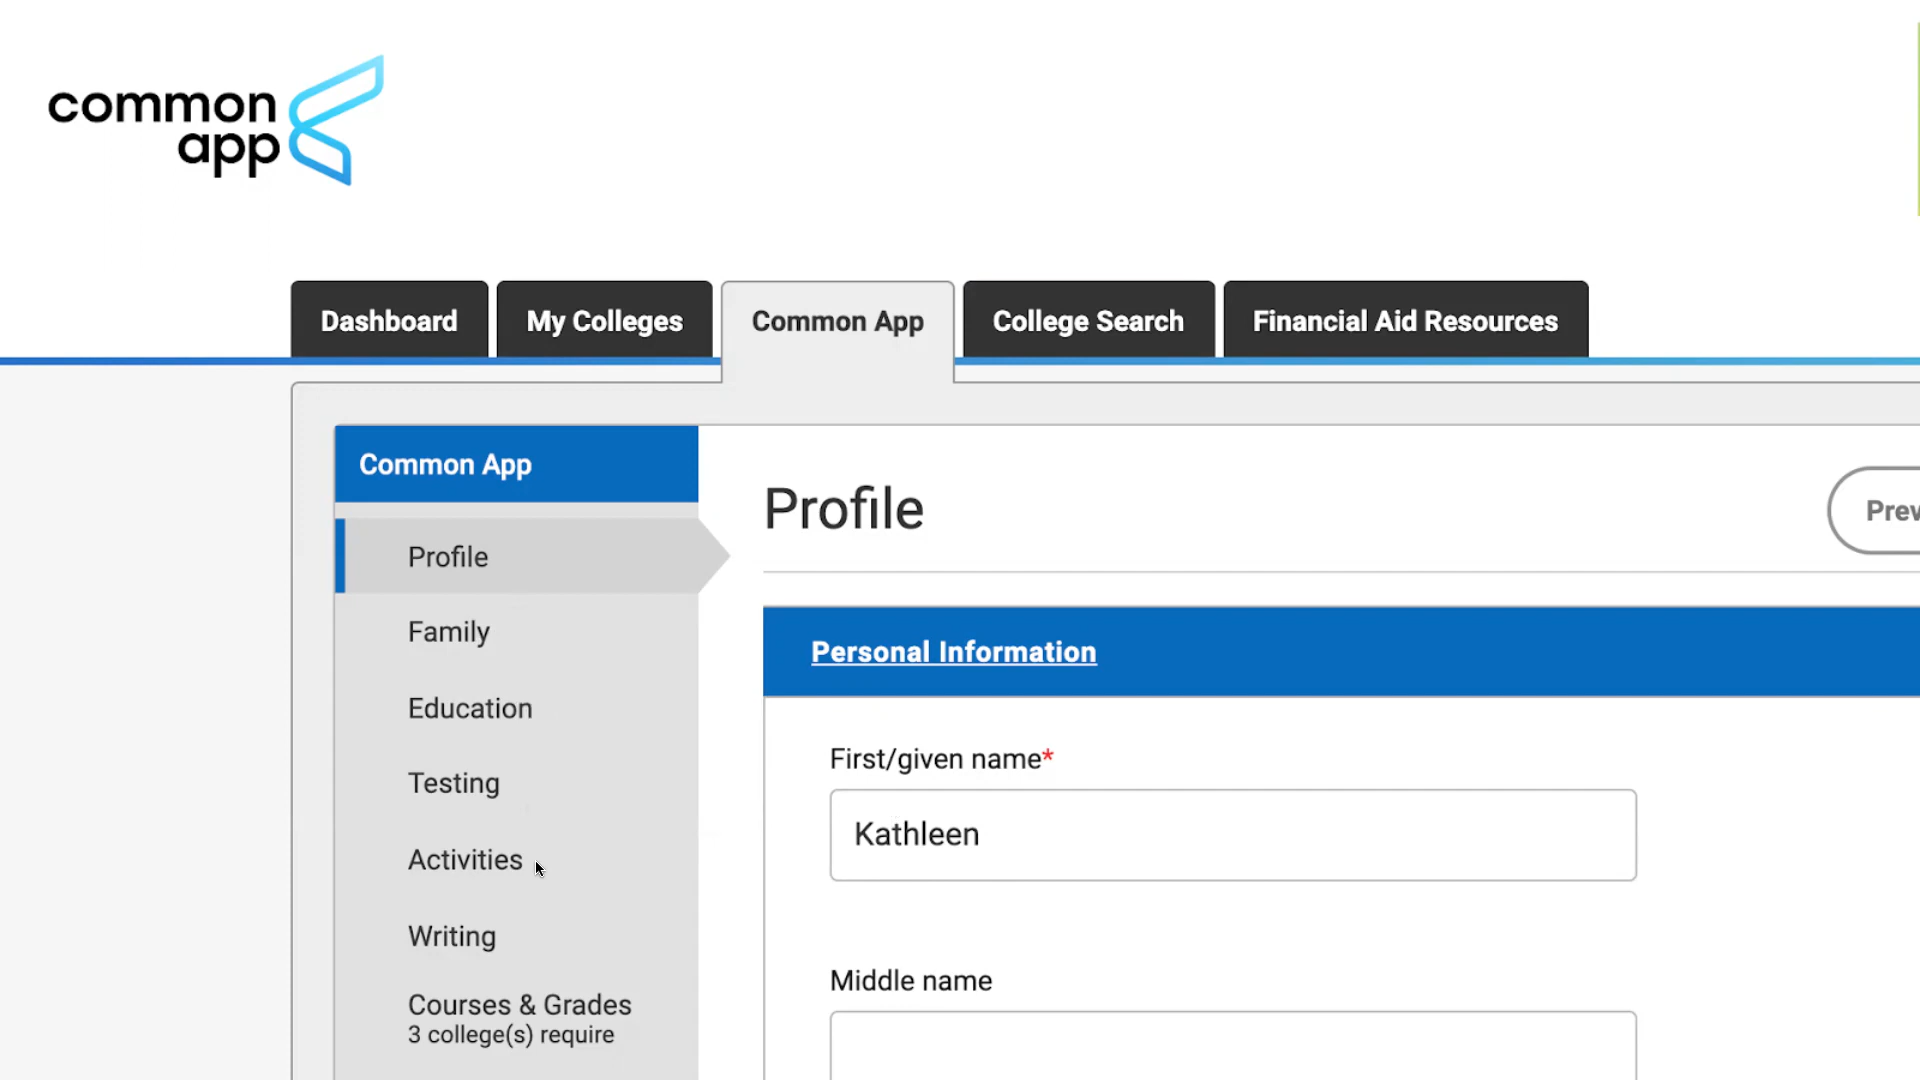 common
app
Dashboard
My Colleges
Common App
College Search
Financial Aid Resources
Common App
Profile
Family
Education
Testing
Activities
Writing
Courses & Grades
3 college(s) require
Profile
Personal Information
First/given name*
Kathleen
Middle name